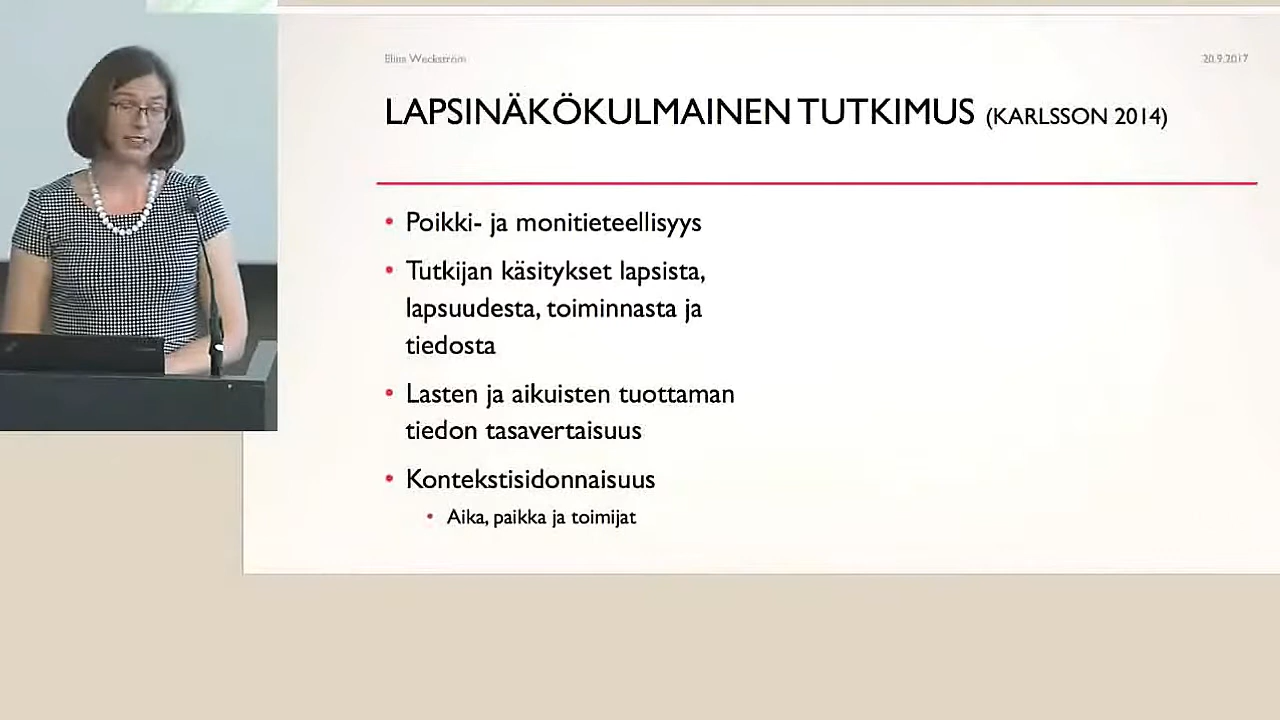 Elina Weckström
20.9.2017
LAPSINÄKÖKULMAINEN TUTKIMUS (KARLSSON 2014)
• Poikki- ja monitieteellisyys
• Tutkijan käsitykset lapsista,
lapsuudesta, toiminnasta ja
tiedosta
• Lasten ja aikuisten tuottaman
tiedon tasavertaisuus
• Kontekstisidonnaisuus
• Aika, paikka ja toimijat